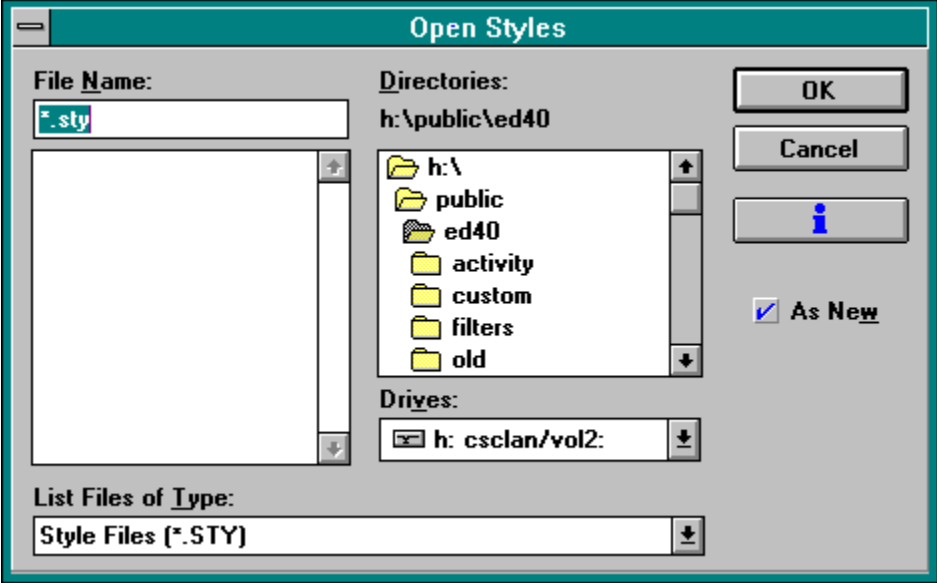 Open Styles
File Name:
*.sty
Directories:
h:\public\ed40
h:\
public
ed40
activity
custom
filters
old
Drives:
h: csclan/vol2:
List Files of Type:
Style Files (*.STY)
OK
Cancel
i
As New